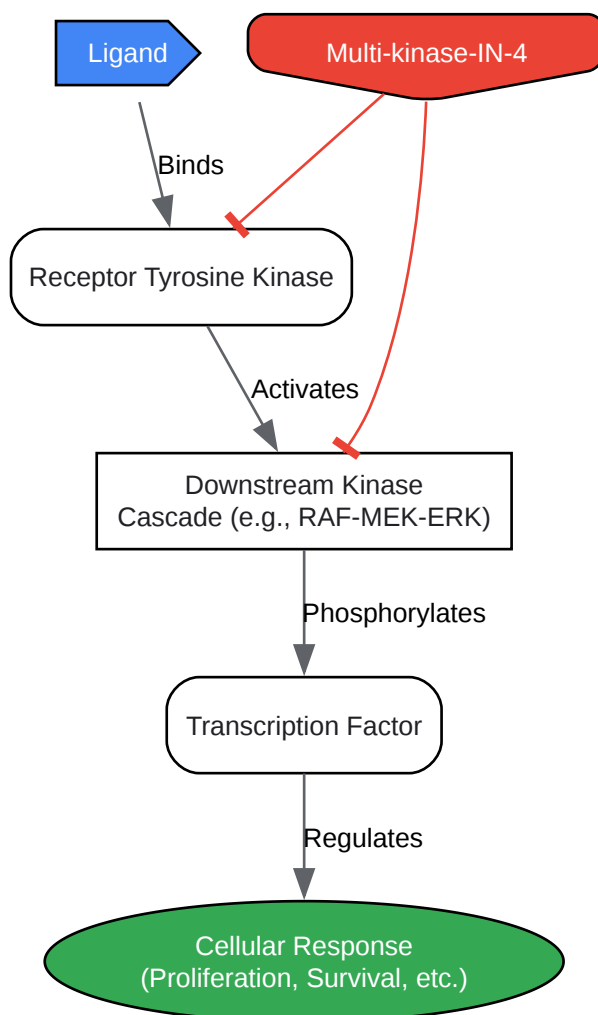 Ligand
Multi-kinase-IN-4
Binds
Receptor Tyrosine Kinase
Activates
Downstream Kinase
Cascade (e.g., RAF-MEK-ERK)
Phosphorylates
Transcription Factor
Regulates
Cellular Response
(Proliferation, Survival, etc.)